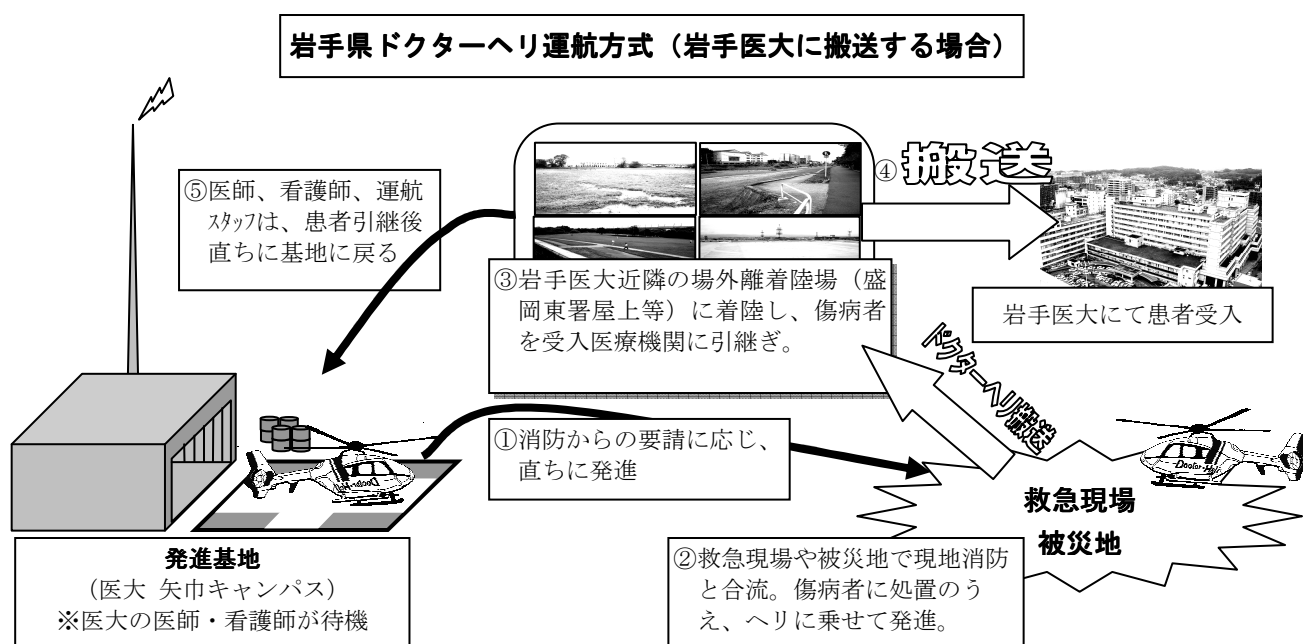 岩手県ドクターヘリ運航方式（岩手医大に搬送する場合）
⑤医師、看護師、運航
スタッフは、患者引継後
直ちに基地に戻る
④搬送
③岩手医大近隣の場外離着陸場（盛
岡東署屋上等）に着陸し、傷病者
を受入医療機関に引継ぎ。
岩手医大にて患者受入
ドクターヘリ搬送
①消防からの要請に応じ、
直ちに発進
Doctor-Heli
Doctor-Heli
救急現場
被災地
発進基地
（医大 矢巾キャンパス）
※医大の医師・看護師が待機
②救急現場や被災地で現地消防
と合流。傷病者に処置のう
え、ヘリに乗せて発進。